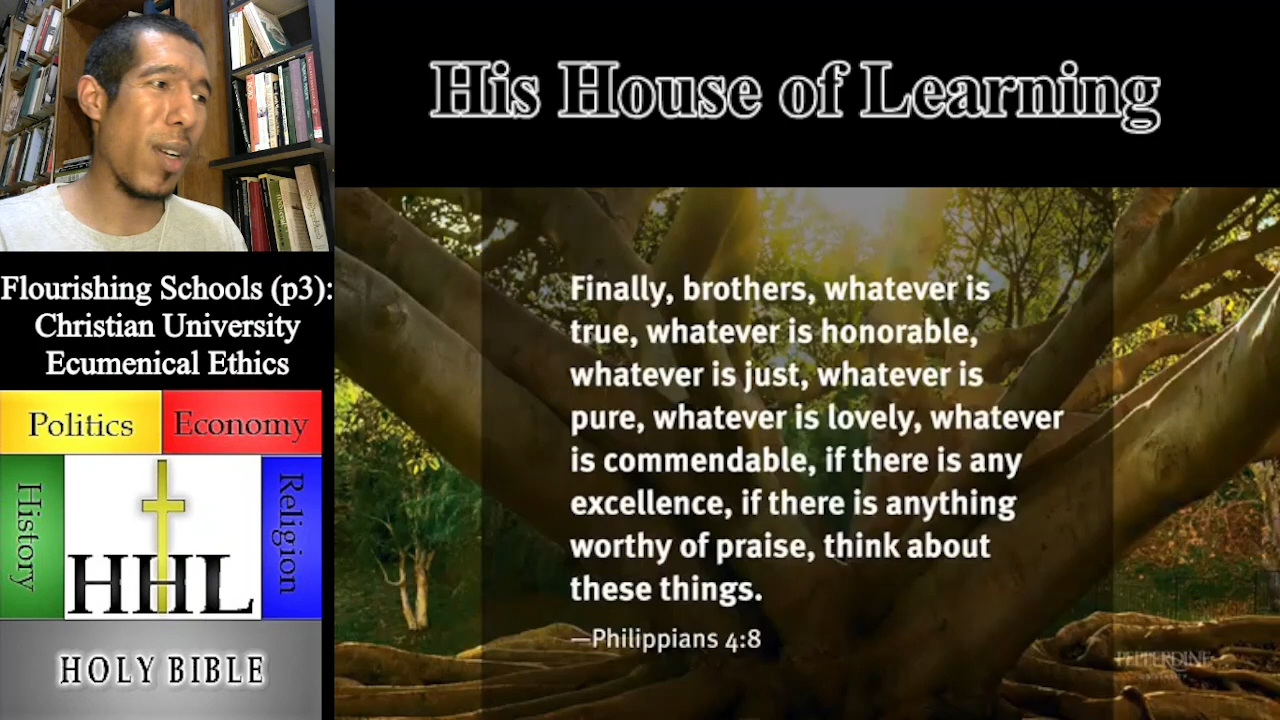 His House of Learning
Flourishing Schools (p3):
Christian University
Ecumenical Ethics
Politics
Economy
History
HHL
Religion
HOLY BIBLE
Finally, brothers, whatever is
true, whatever is honorable,
whatever is just, whatever is
pure, whatever is lovely, whatever
is commendable, if there is any
excellence, if there is anything
worthy of praise, think about
these things.
—Philippians 4:8
PEPPERDINE